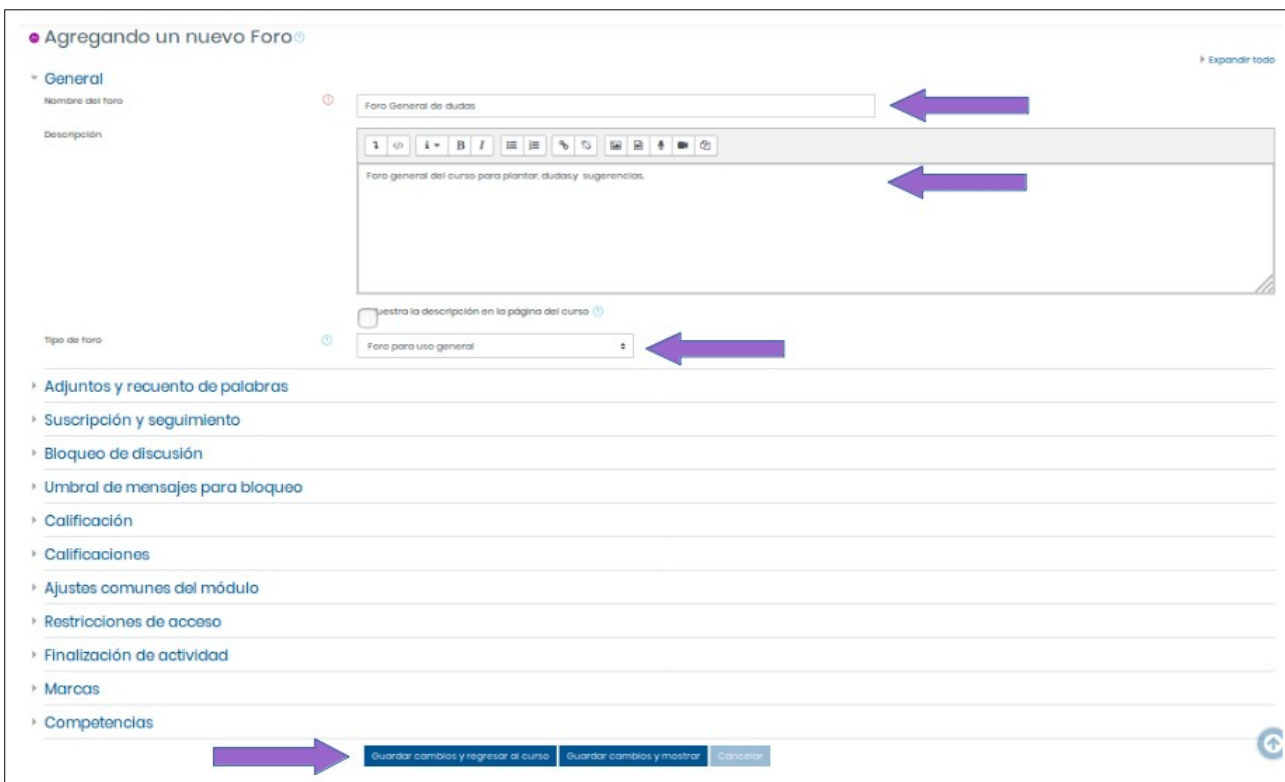 Agregando un nuevo Foro
Expandir todo
General
Nombre del foro
Foro General de dudas
Descripción
Foro general del curso para plantar, dudas,y sugerencias.
uestra la descripción en la página del curso
Tipo de foro
Foro para uso general
Adjuntos y recuento de palabras
Suscripción y seguimiento
Bloqueo de discusión
Umbral de mensajes para bloqueo
Calificación
Calificaciones
Ajustes comunes del módulo
Restricciones de acceso
Finalización de actividad
Marcas
Competencias
Guardar cambios y regresar al curso Guardar cambios y mostrar Cancelar